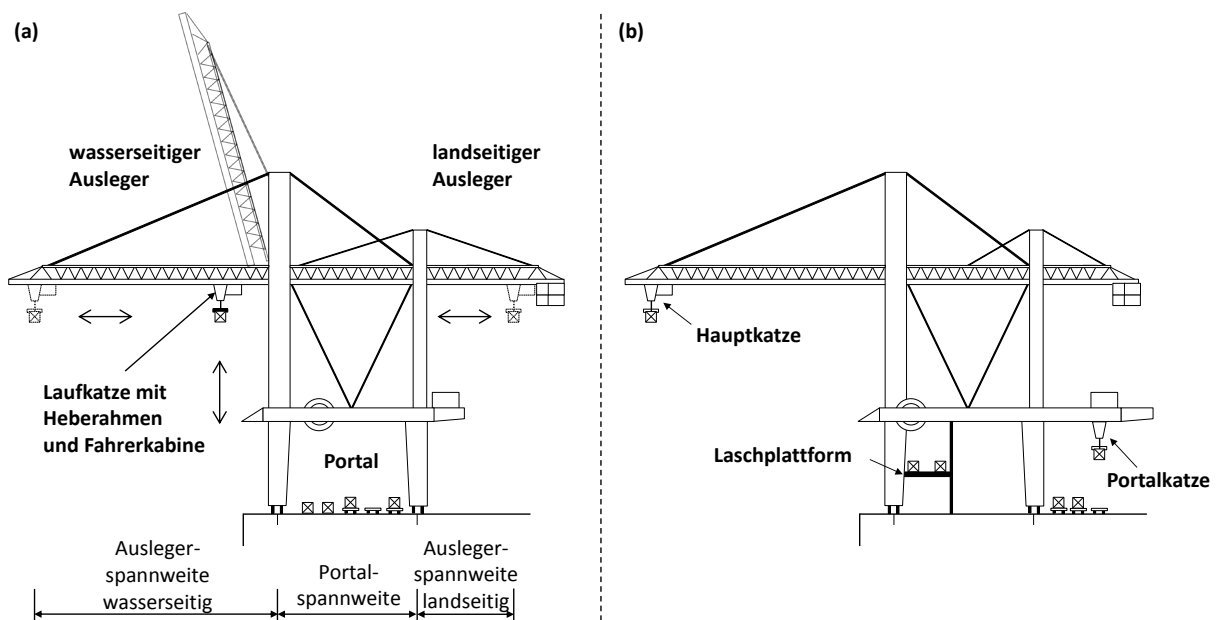 (a)
wasserseitiger
Ausleger
landseitiger
Ausleger
Laufkatze mit
Heberahmen
und Fahrerkabine
Portal
Ausleger-
spannweite
wasserseitig
Portal-
spannweite
Ausleger-
spannweite
landseitig
(b)
Hauptkatze
Laschplattform
Portalkatze